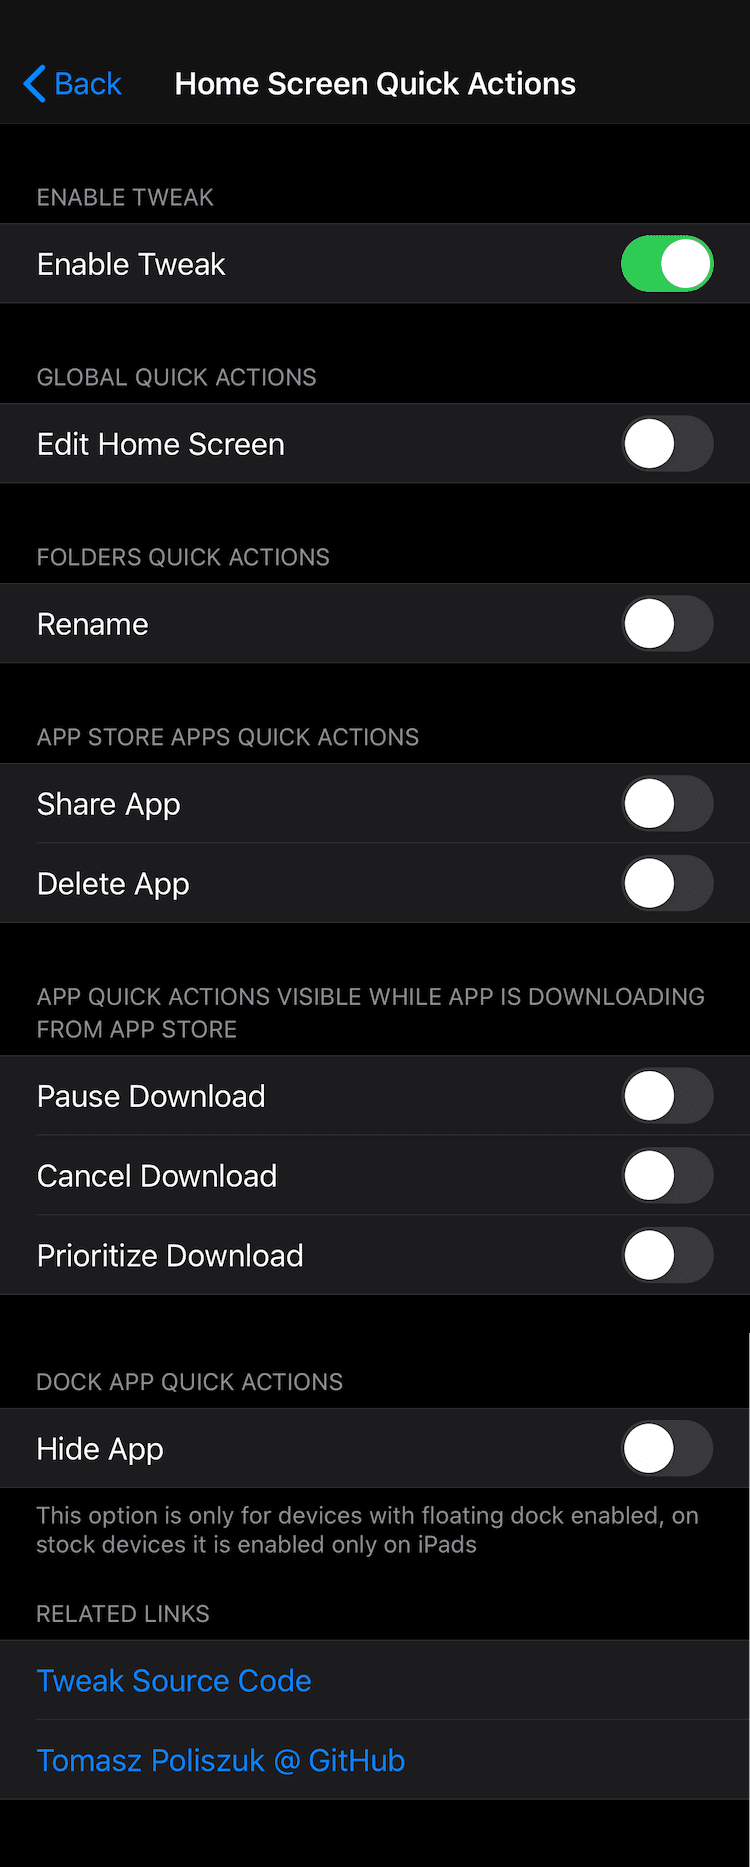 Back
Home Screen Quick Actions
ENABLE TWEAK
Enable Tweak
GLOBAL QUICK ACTIONS
Edit Home Screen
FOLDERS QUICK ACTIONS
Rename
APP STORE APPS QUICK ACTIONS
Share App
Delete App
APP QUICK ACTIONS VISIBLE WHILE APP IS DOWNLOADING
FROM APP STORE
Pause Download
Cancel Download
Prioritize Download
DOCK APP QUICK ACTIONS
Hide App
This option is only for devices with floating dock enabled, on
stock devices it is enabled only on iPads
RELATED LINKS
Tweak Source Code
Tomasz Poliszuk @ GitHub